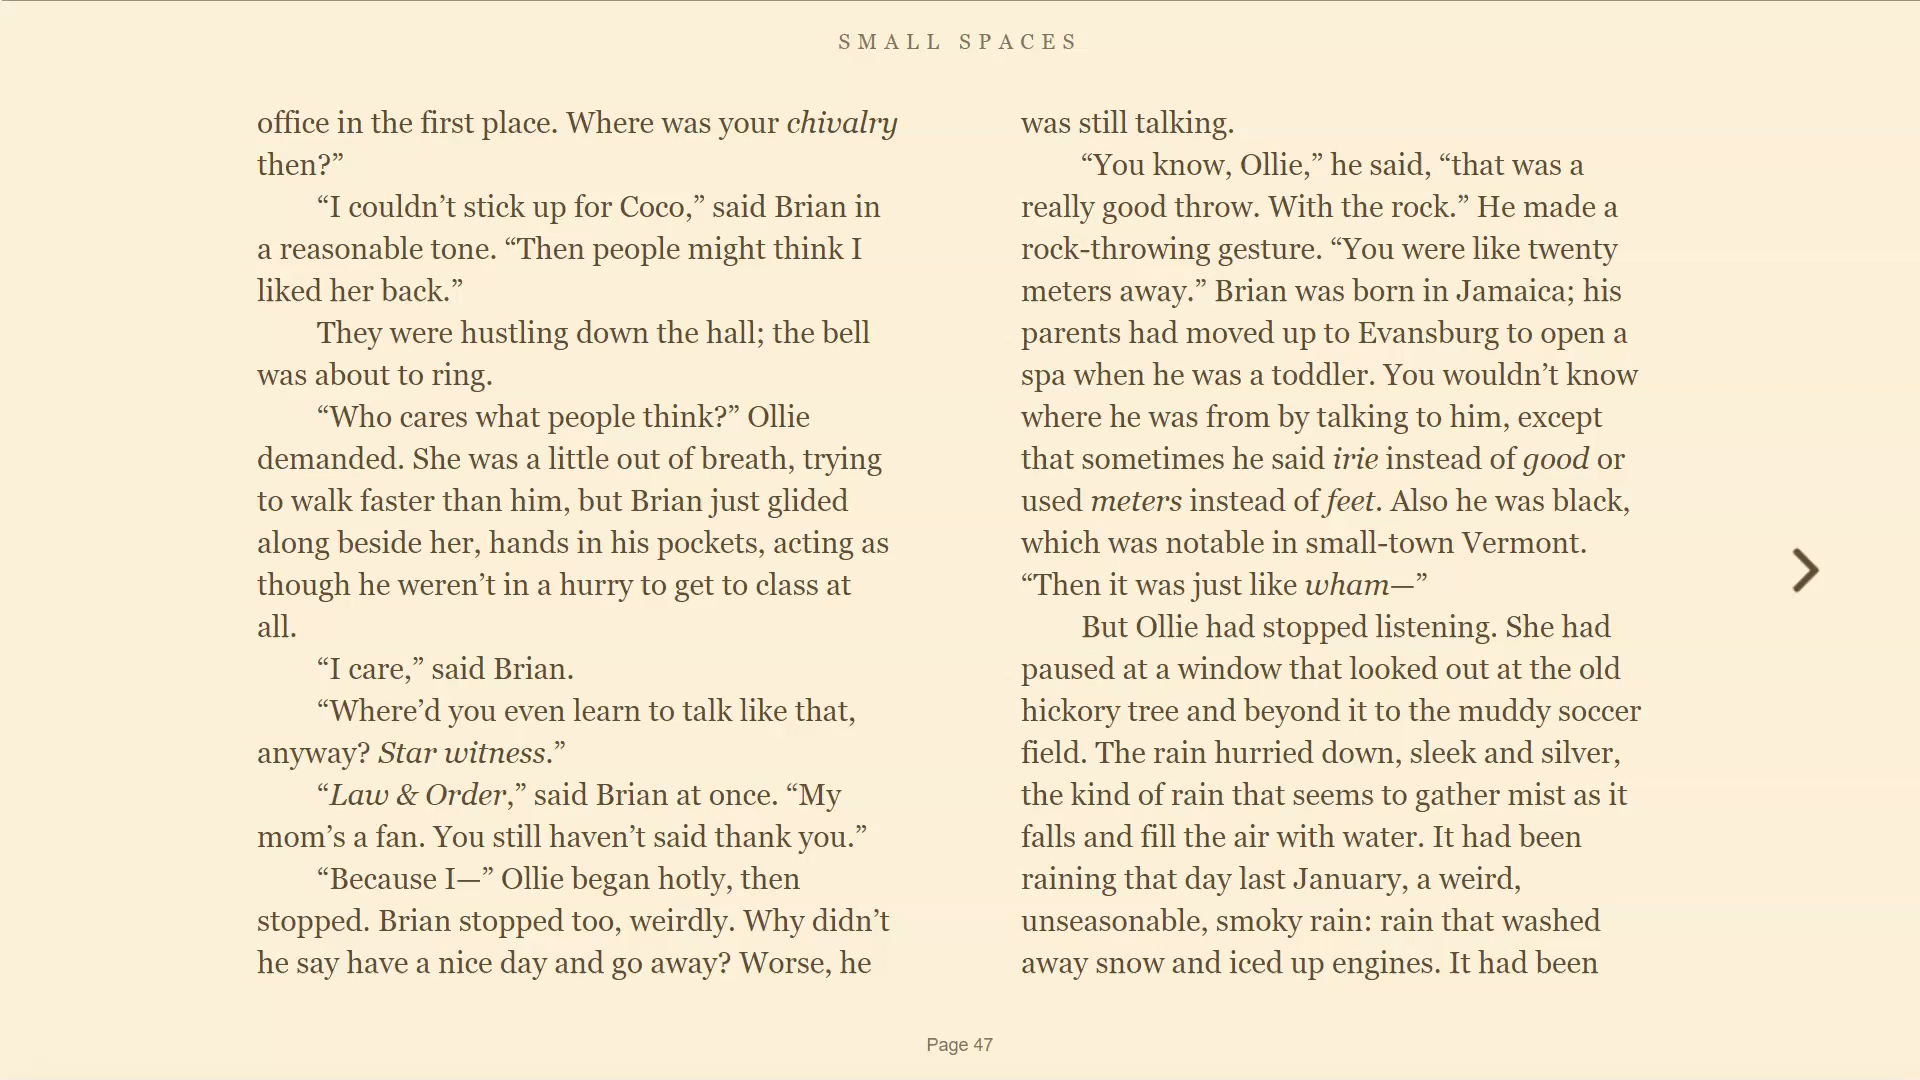 SMALL SPACES
office in the first place. Where was your chivalry
then?”
“I couldn’t stick up for Coco,” said Brian in
a reasonable tone. “Then people might think I
liked her back.”
They were hustling down the hall; the bell
was about to ring.
“Who cares what people think?” Ollie
demanded. She was a little out of breath, trying
to walk faster than him, but Brian just glided
along beside her, hands in his pockets, acting as
though he weren’t in a hurry to get to class at
all.
“I care,” said Brian.
“Where’d you even learn to talk like that,
anyway? Star witness.”
“Law & Order,” said Brian at once. “My
mom’s a fan. You still haven’t said thank you.”
“Because I—” Ollie began hotly, then
stopped. Brian stopped too, weirdly. Why didn’t
he say have a nice day and go away? Worse, he
was still talking.
“You know, Ollie,” he said, “that was a
really good throw. With the rock.” He made a
rock-throwing gesture. “You were like twenty
meters away.” Brian was born in Jamaica; his
parents had moved up to Evansburg to open a
spa when he was a toddler. You wouldn’t know
where he was from by talking to him, except
that sometimes he said irie instead of good or
used meters instead of feet. Also he was black,
which was notable in small-town Vermont.
“Then it was just like wham—”
But Ollie had stopped listening. She had
paused at a window that looked out at the old
hickory tree and beyond it to the muddy soccer
field. The rain hurried down, sleek and silver,
the kind of rain that seems to gather mist as it
falls and fill the air with water. It had been
raining that day last January, a weird,
unseasonable, smoky rain: rain that washed
away snow and iced up engines. It had been
Page 47